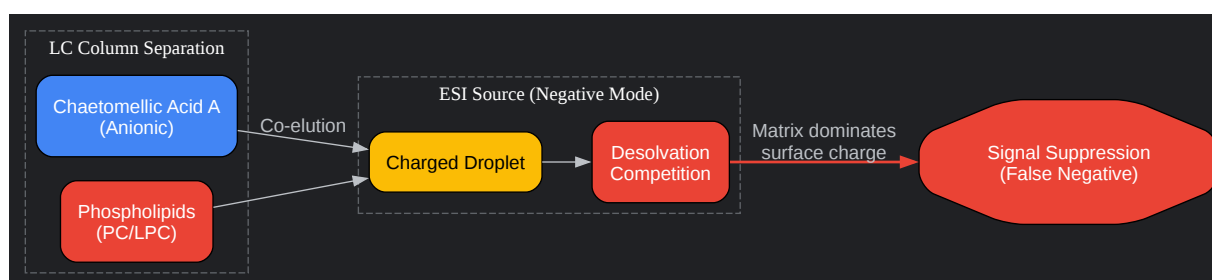 LC Column Separation
Chaetomellic Acid A
(Anionic)
Phospholipids
(PC/LPC)
Co-elution
ESI Source (Negative Mode)
Charged Droplet
Desolvation
Competition
Matrix dominates
surface charge
Signal Suppression
(False Negative)